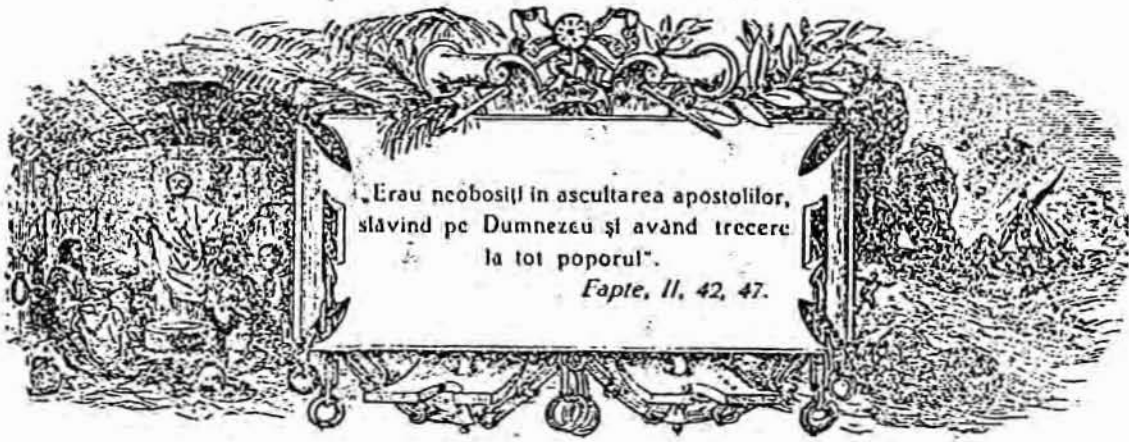 „Erau neobosiți în ascultarea apostolilor,
slăvind pe Dumnezeu și având trecere
la tot poporul“.
Fapte, II, 42, 47.